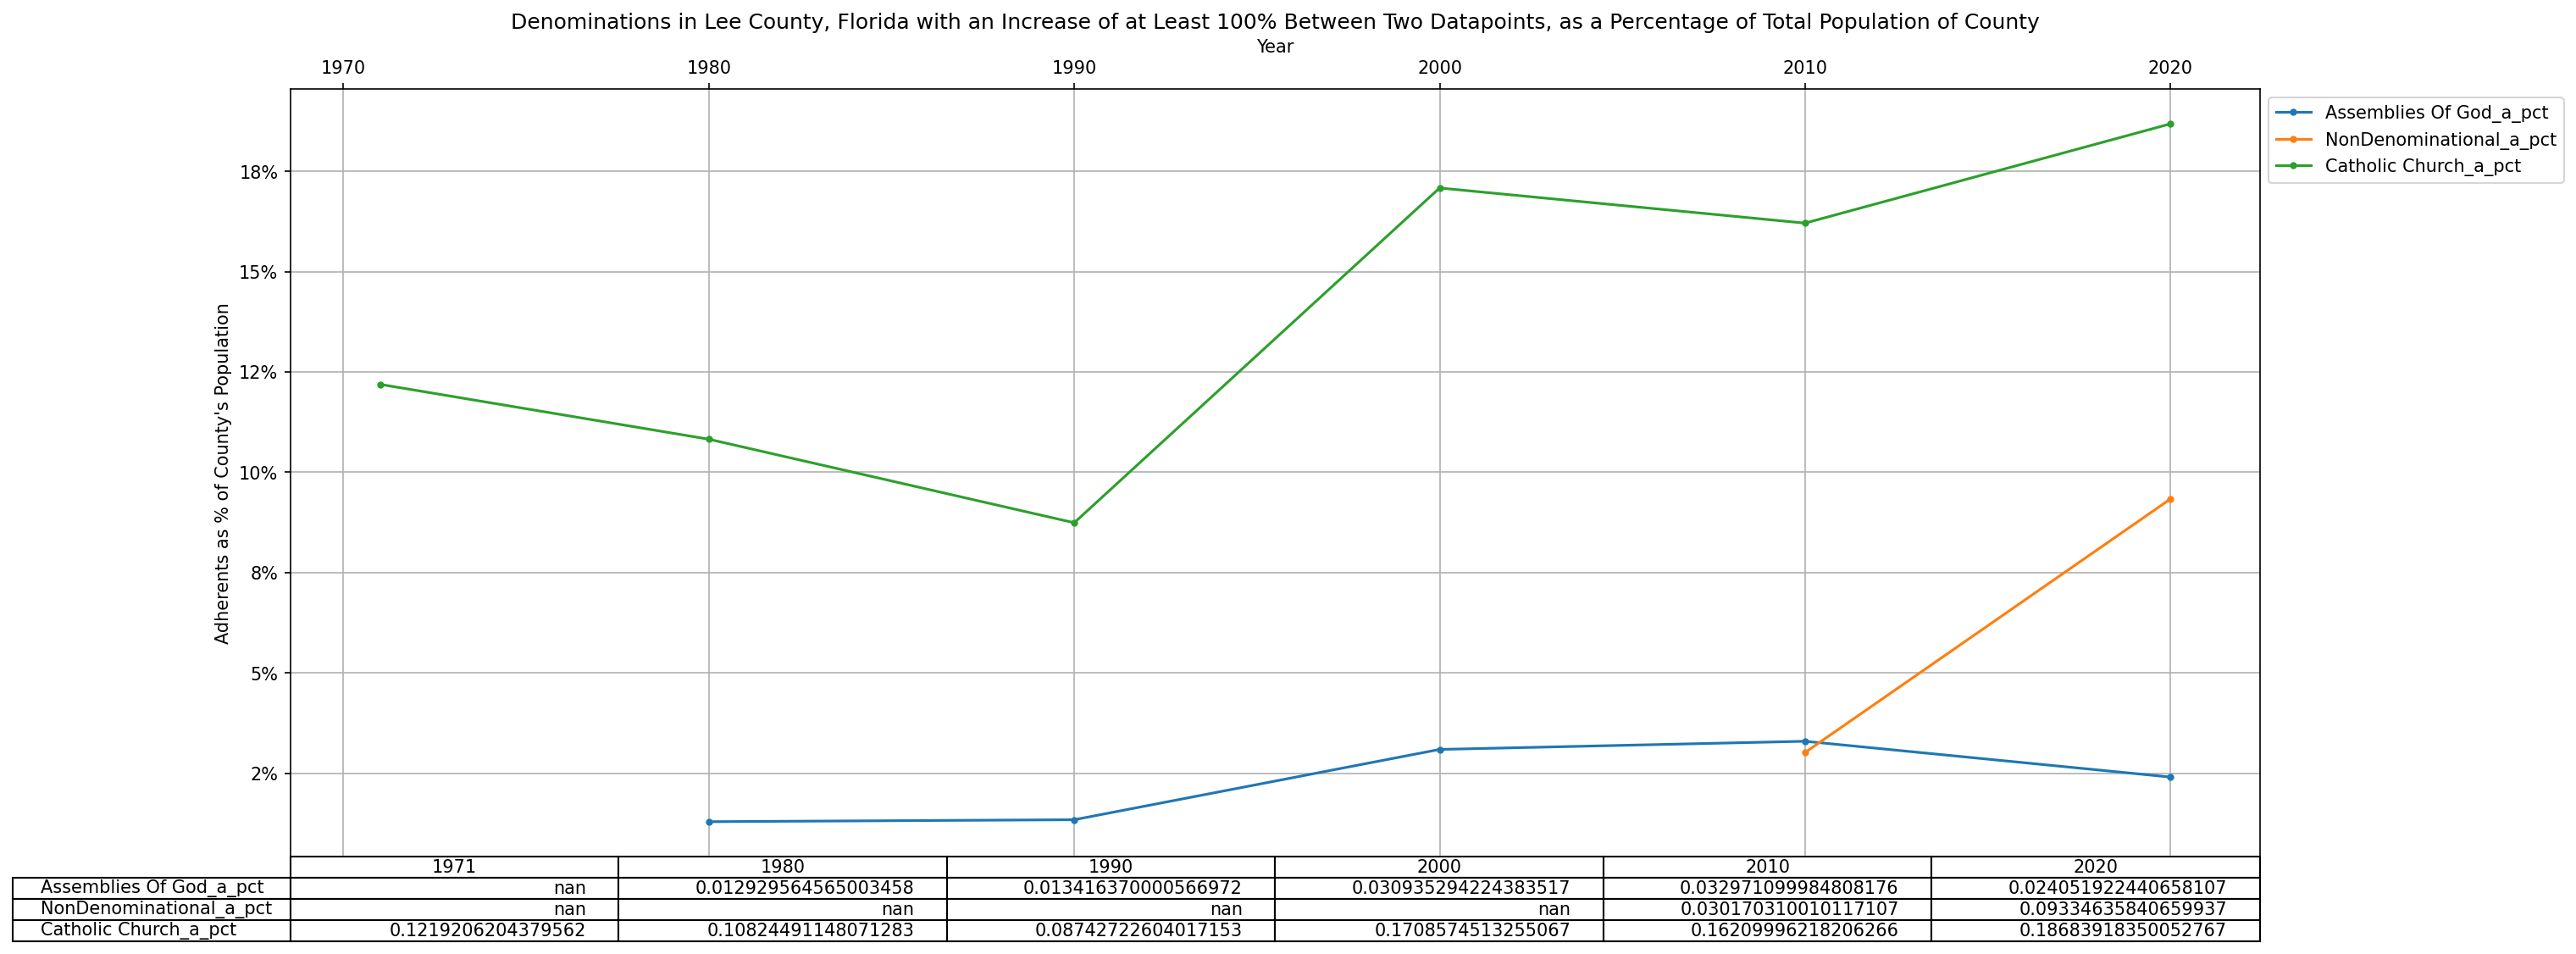 Denominations in Lee County, Florida with an Increase of at Least 100% Between Two Datapoints, as a Percentage of Total Population of County
Year
1970 1980 1990 2000 2010 2020
Assemblies Of God_a_pct
NonDenominational_a_pct
Catholic Church_a_pct
18%
15%
12%
10%
8%
5%
2%
Adherents as % of County's Population
1971 1980 1990 2000 2010 2020
Assemblies Of God_a_pct nan 0.012929564565003458 0.013416370000566972 0.030935294224383517 0.032971099984808176 0.024051922440658107
NonDenominational_a_pct nan nan nan nan 0.030170310010117107 0.09334635840659937
Catholic Church_a_pct 0.1219206204379562 0.10824491148071283 0.08742722604017153 0.1708574513255067 0.16209996218206266 0.18683918350052767